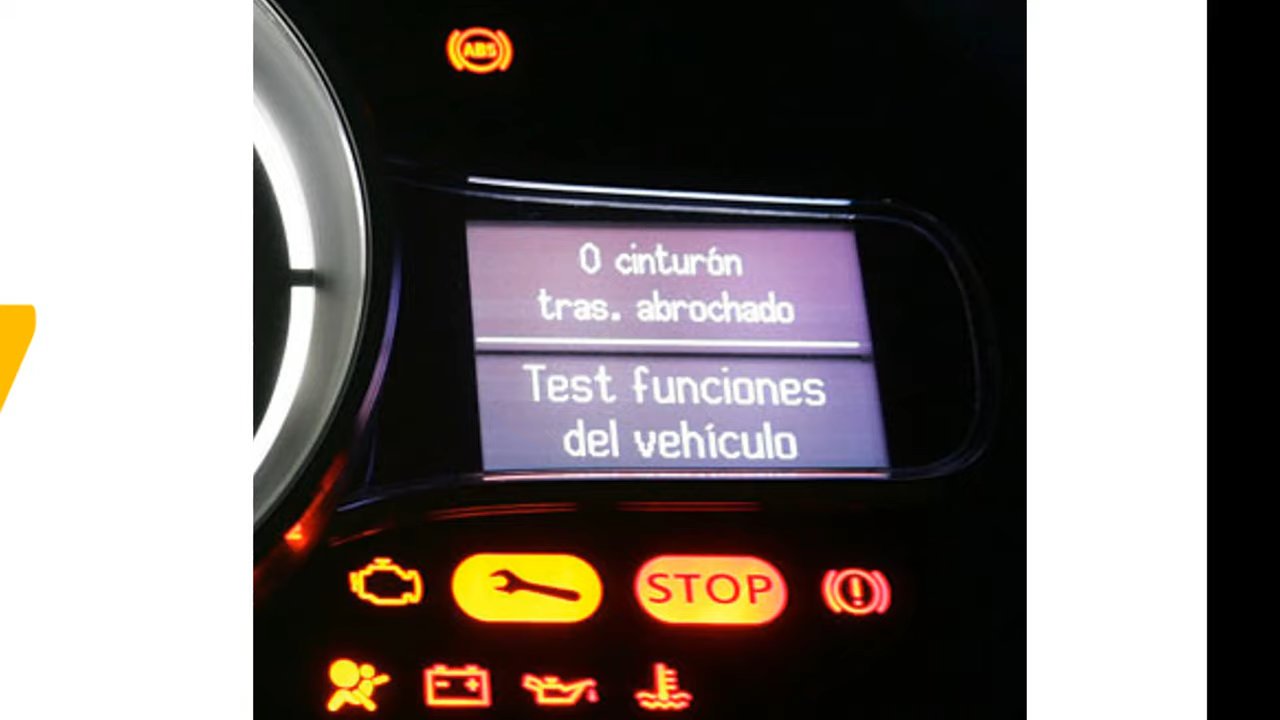 ABS
0 cinturón
tras. abrochado
Test funciones
del vehículo
STOP